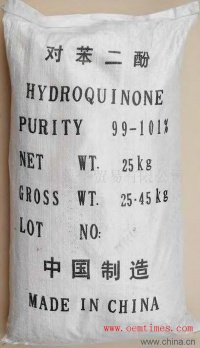 对苯二酚
HYDROQUINONE
PURITY 99-101%
NET WT. 25kg
GROSS WT. 25·45kg
LOT NO:
中国制造
MADE IN CHINA
www.oemtimes.com
www.china.cn